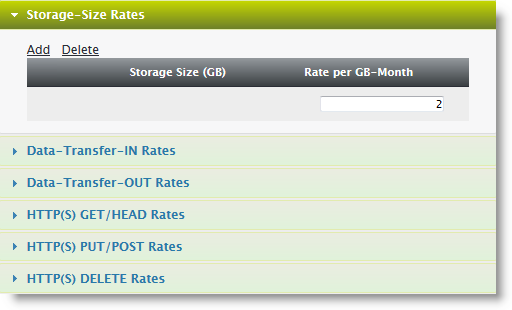 Storage-Size Rates
Add Delete
Storage Size (GB) Rate per GB-Month
2
Data-Transfer-IN Rates
Data-Transfer-OUT Rates
HTTP(S) GET/HEAD Rates
HTTP(S) PUT/POST Rates
HTTP(S) DELETE Rates